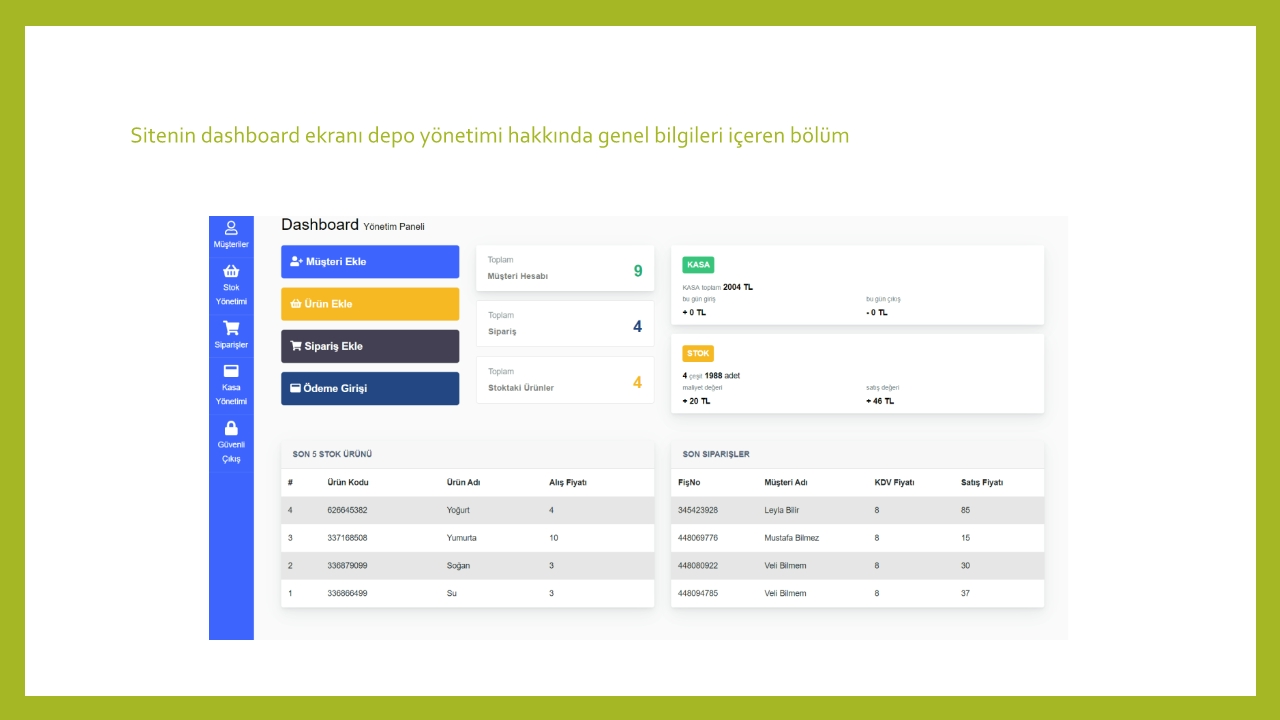 Sitenin dashboard ekranı depo yönetimi hakkında genel bilgileri içeren bölüm
Müşteriler
Stok
Yönetimi
Siparişler
Kasa
Yönetimi
Güvenli
Çıkış
Dashboard Yönetim Paneli
Müşteri Ekle
Ürün Ekle
Sipariş Ekle
Ödeme Girişi
Toplam
Müşteri Hesabı 9
Toplam
Sipariş 4
Toplam
Stoktaki Ürünler 4
KASA
KASA toplam 2004 TL
bu gün giriş bu gün çıkış
+ 0 TL - 0 TL
STOK
4 çeşit 1988 adet
maliyet değeri satış değeri
+ 20 TL + 46 TL
SON 5 STOK ÜRÜNÜ
# Ürün Kodu Ürün Adı Alış Fiyatı
4 626645382 Yoğurt 4
3 337168508 Yumurta 10
2 336879099 Soğan 3
1 336866499 Su 3
SON SIPARIŞLER
FişNo Müşteri Adı KDV Fiyatı Satış Fiyatı
345423928 Leyla Bilir 8 85
448069776 Mustafa Bilmez 8 15
448080922 Veli Bilmem 8 30
448094785 Veli Bilmem 8 37